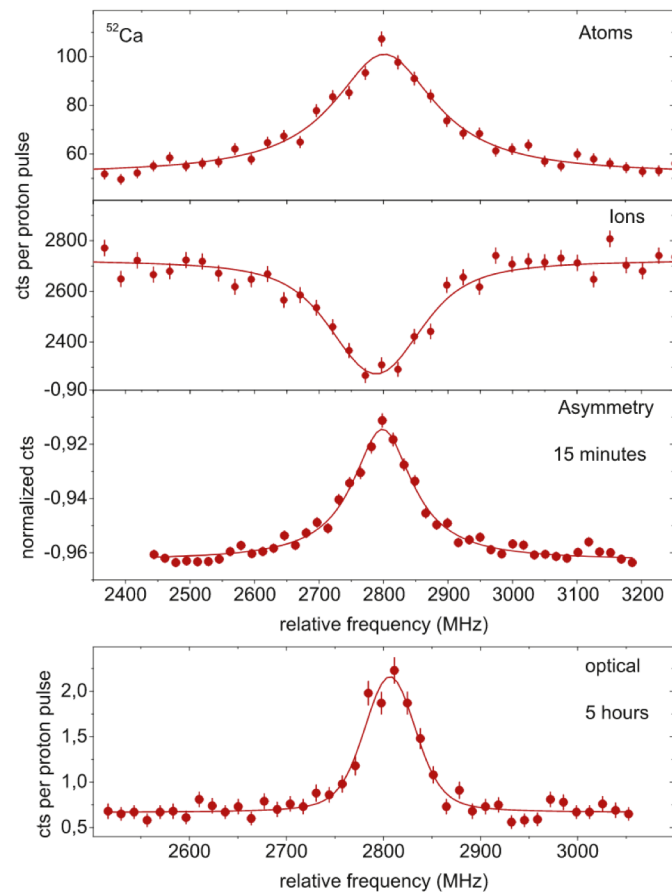 ⁵²Ca
Atoms
100
80
60
cts per proton pulse
Ions
2800
2600
2400
-0,90
Asymmetry
15 minutes
-0,92
-0,94
-0,96
normalized cts
2400 2500 2600 2700 2800 2900 3000 3100 3200
relative frequency (MHz)
optical
5 hours
2,0
1,5
1,0
0,5
cts per proton pulse
2600 2700 2800 2900 3000
relative frequency (MHz)